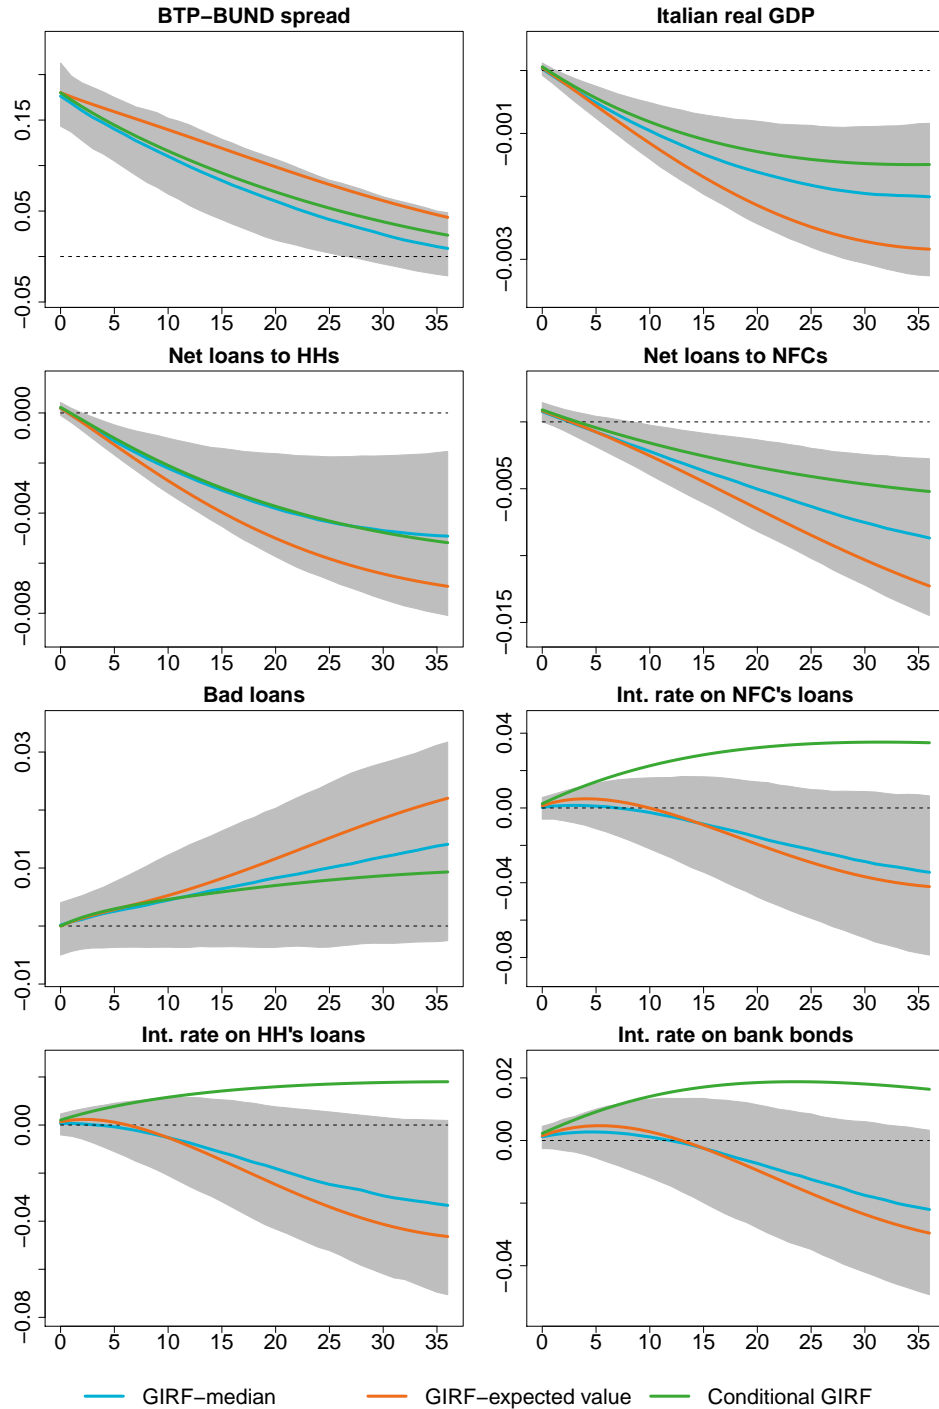 BTP−BUND spread
Italian real GDP
0.15
0.05
−0.05
0 5 10 15 20 25 30 35
−0.001
−0.003
0 5 10 15 20 25 30 35
Net loans to HHs
Net loans to NFCs
0.000
−0.004
−0.008
0 5 10 15 20 25 30 35
−0.005
−0.015
0 5 10 15 20 25 30 35
Bad loans
Int. rate on NFC's loans
0.03
0.01
−0.01
0 5 10 15 20 25 30 35
0.04
0.00
−0.04
−0.08
0 5 10 15 20 25 30 35
Int. rate on HH's loans
Int. rate on bank bonds
0.00
−0.04
−0.08
0 5 10 15 20 25 30 35
0.02
0.00
−0.04
0 5 10 15 20 25 30 35
GIRF−median
GIRF−expected value
Conditional GIRF